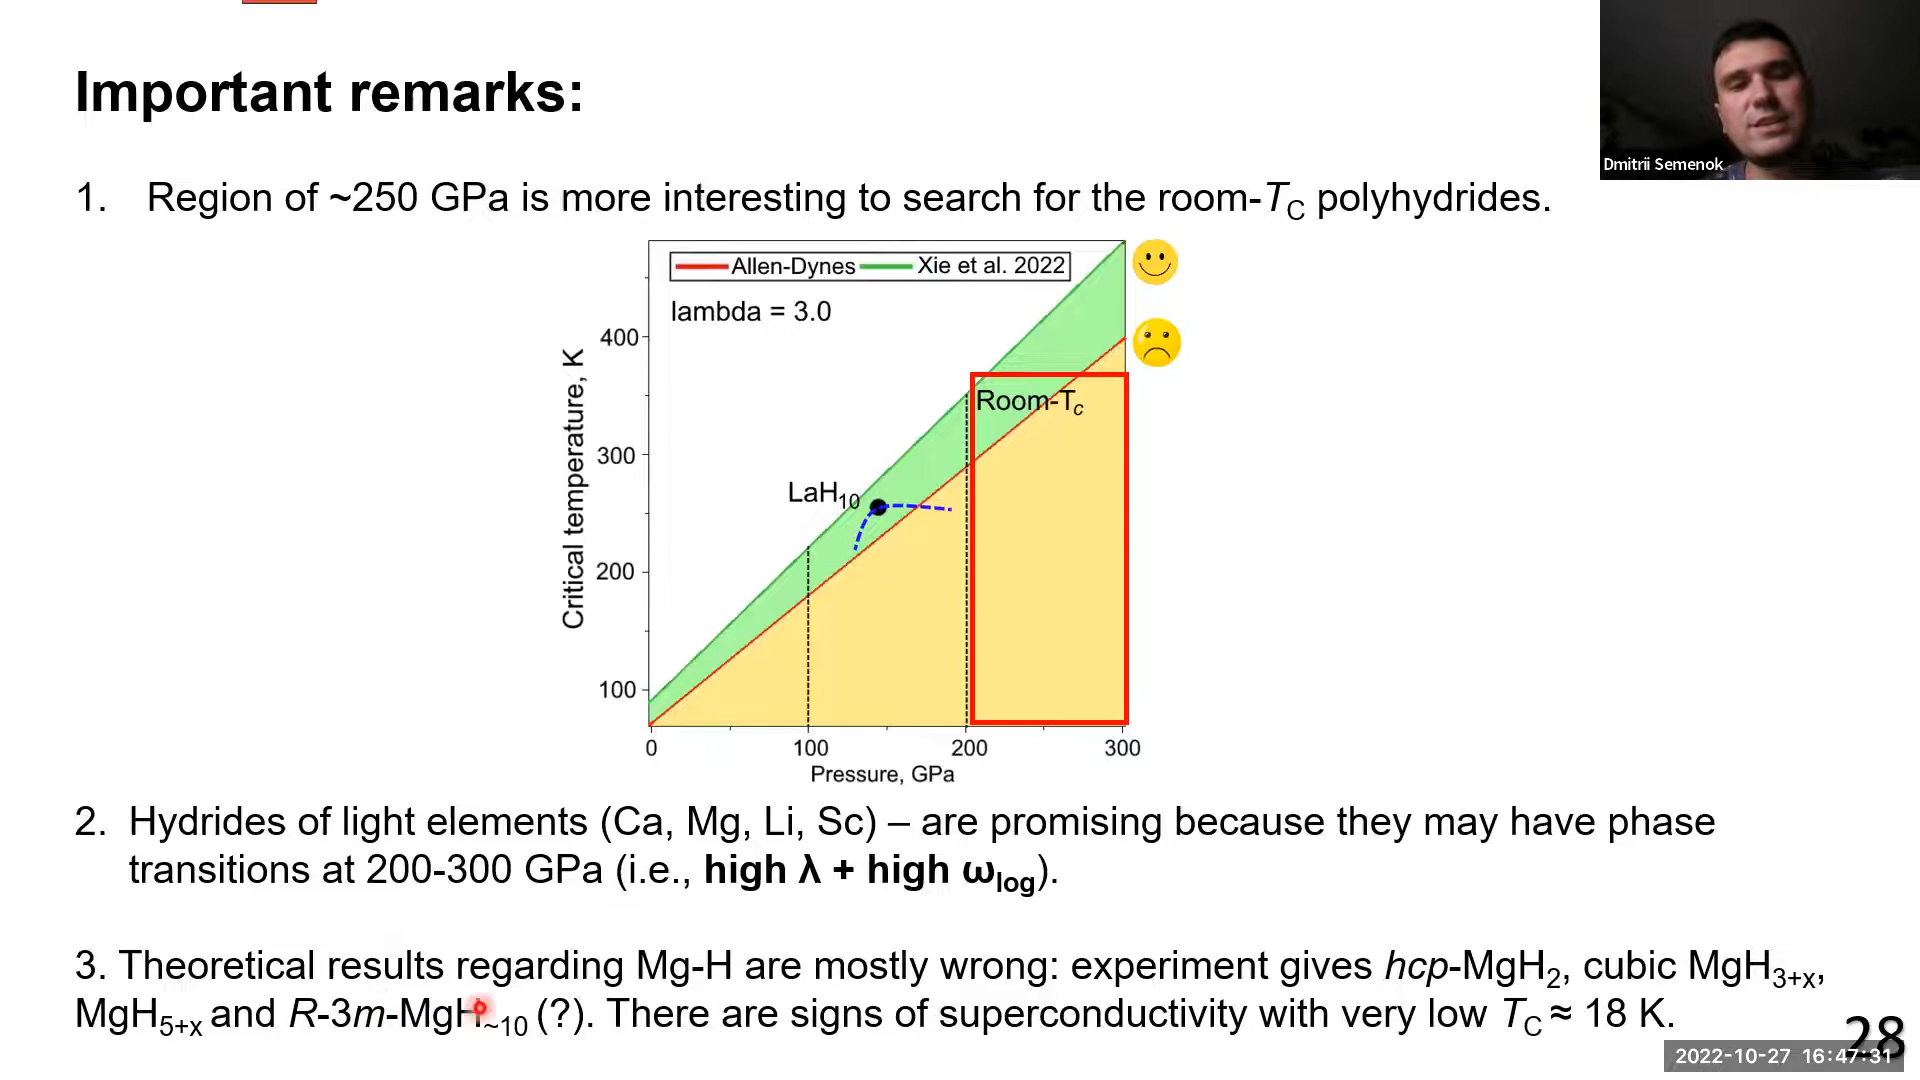 Important remarks:
Dmitrii Semenok
1. Region of ~250 GPa is more interesting to search for the room-TC polyhydrides.
Allen-Dynes Xie et al. 2022
lambda = 3.0
400
300
200
100
Critical temperature, K
Room-Tc
LaH10
0 100 200 300
Pressure, GPa
2. Hydrides of light elements (Ca, Mg, Li, Sc) – are promising because they may have phase
transitions at 200-300 GPa (i.e., high λ + high ωlog).
3. Theoretical results regarding Mg-H are mostly wrong: experiment gives hcp-MgH2, cubic MgH3+x,
MgH5+x and R-3m-MgH~10 (?). There are signs of superconductivity with very low TC ≈ 18 K.
28
2022-10-27 16:47:31